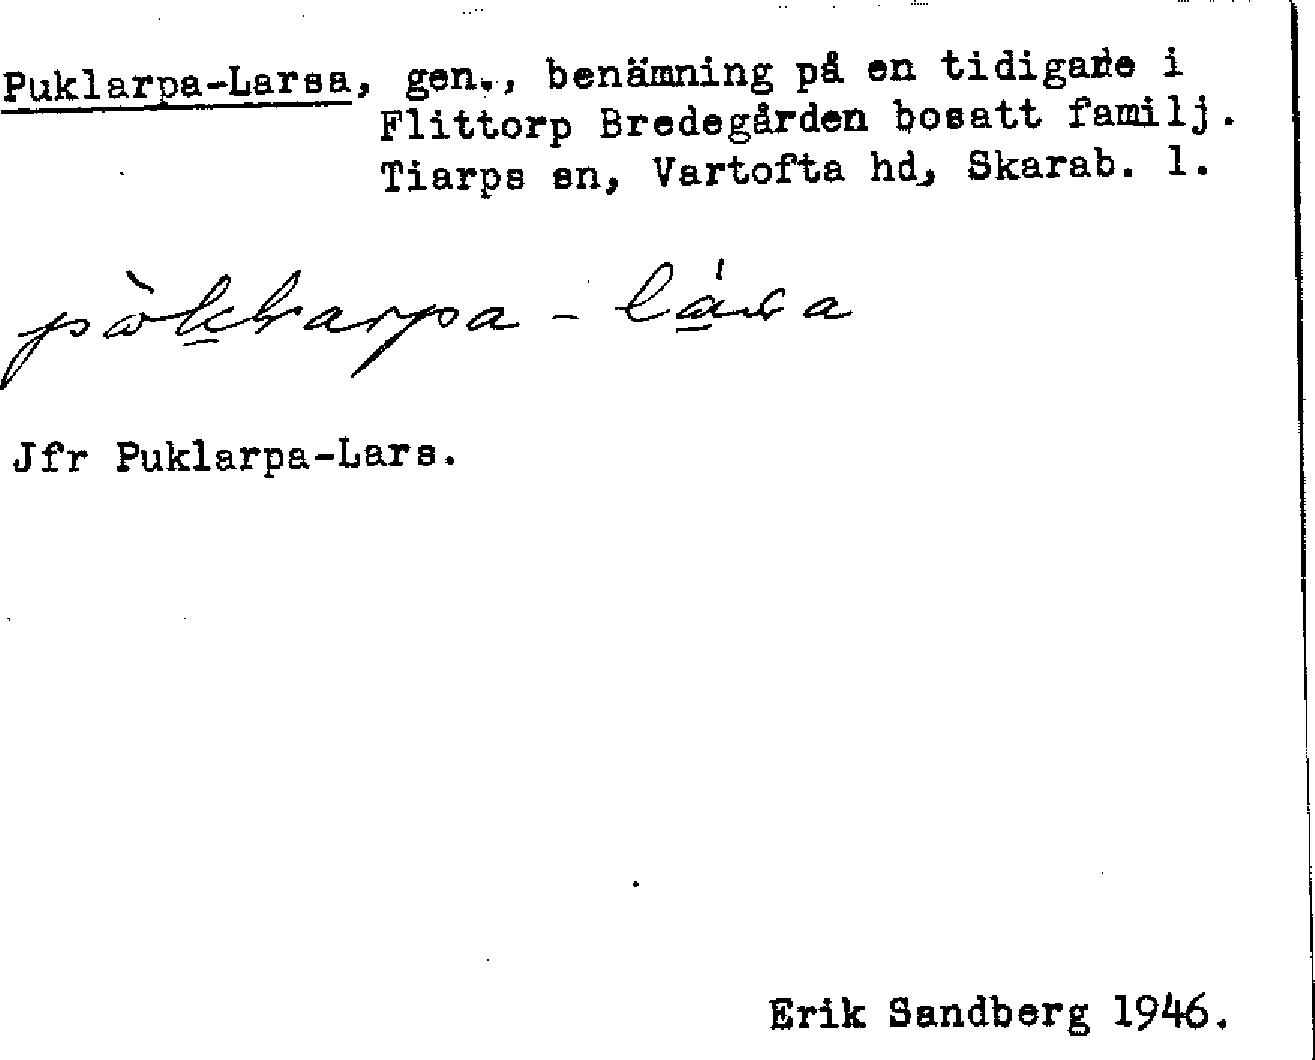 Puklarpa-Larsa, gen., benämning på en tidigare i
Flittorp Bredegården bosatt familj.
Tiarps sn, Vartofta hd, Skarab. l.
Jfr Puklarpa-Lars.
Erik Sandberg 1946.